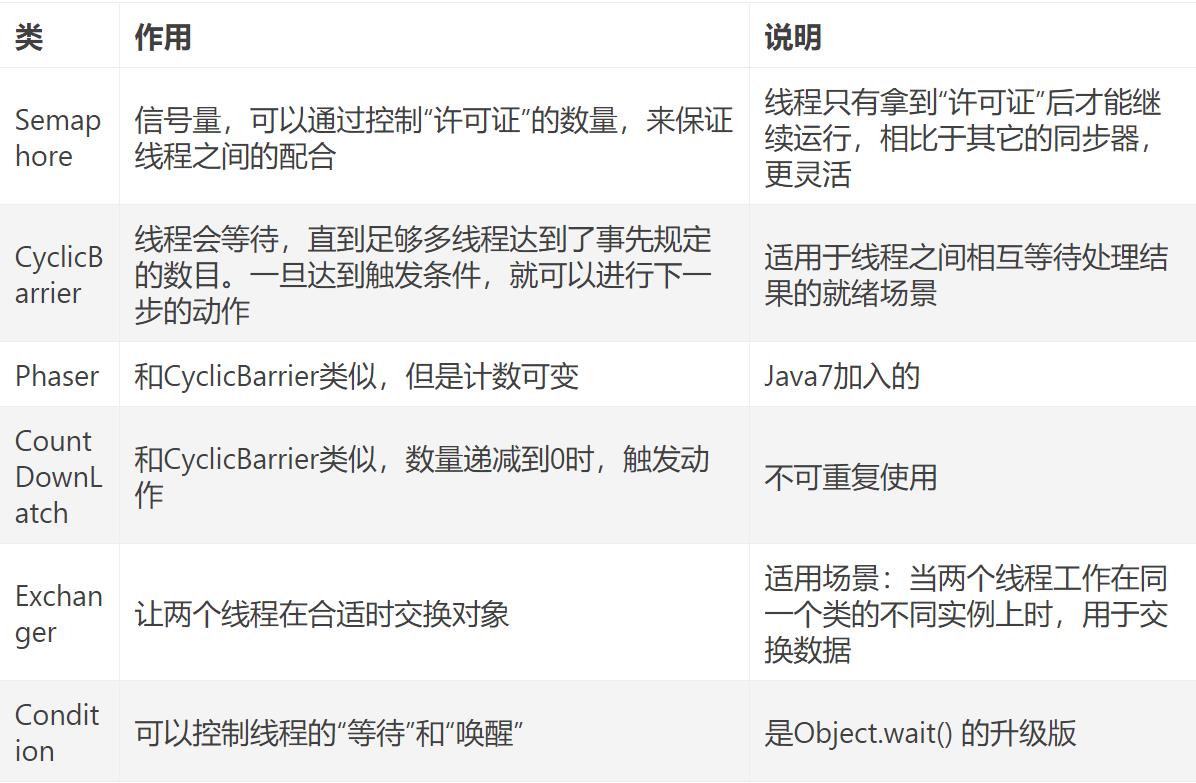 类
作用
说明
Semap
hore
信号量，可以通过控制“许可证”的数量，来保证
线程之间的配合
线程只有拿到“许可证”后才能继
续运行，相比于其它的同步器，
更灵活
CyclicB
arrier
线程会等待，直到足够多线程达到了事先规定
的数目。一旦达到触发条件，就可以进行下一
步的动作
适用于线程之间相互等待处理结
果的就绪场景
Phaser
和CyclicBarrier类似，但是计数可变
Java7加入的
Count
DownL
atch
和CyclicBarrier类似，数量递减到0时，触发动
作
不可重复使用
Exchan
ger
让两个线程在合适时交换对象
适用场景：当两个线程工作在同
一个类的不同实例上时，用于交
换数据
Condit
ion
可以控制线程的“等待”和“唤醒”
是Object.wait() 的升级版